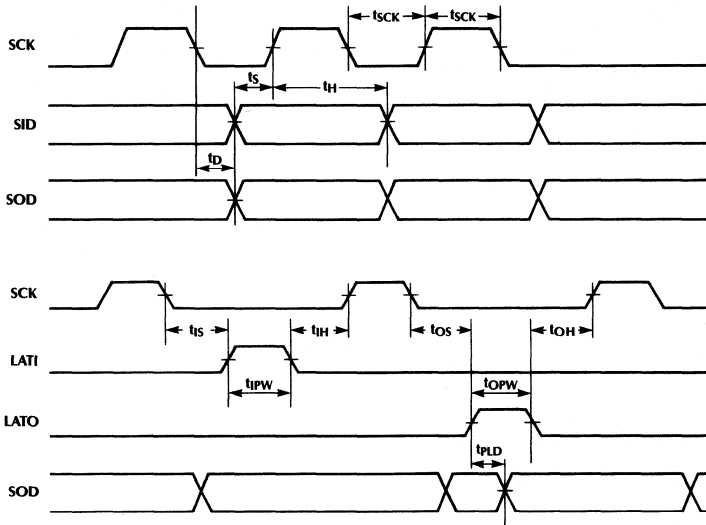 tSCK tSCK
SCK
tS tH
SID
tD
SOD
SCK
tIS tIH tOS tOH
LATI
tIPW tOPW
LATO
tPLD
SOD